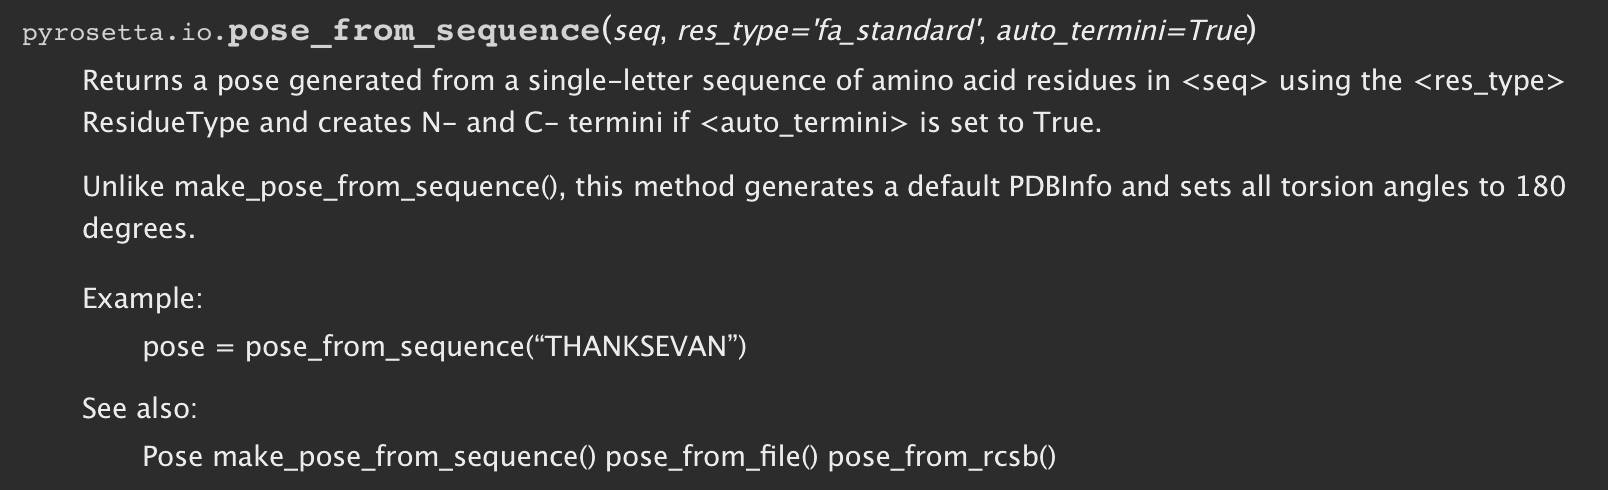 pyrosetta.io.pose_from_sequence(seq, res_type='fa_standard', auto_termini=True)
Returns a pose generated from a single-letter sequence of amino acid residues in <seq> using the <res_type>
ResidueType and creates N- and C- termini if <auto_termini> is set to True.
Unlike make_pose_from_sequence(), this method generates a default PDBInfo and sets all torsion angles to 180
degrees.
Example:
pose = pose_from_sequence(“THANKSEVAN”)
See also:
Pose make_pose_from_sequence() pose_from_file() pose_from_rcsb()